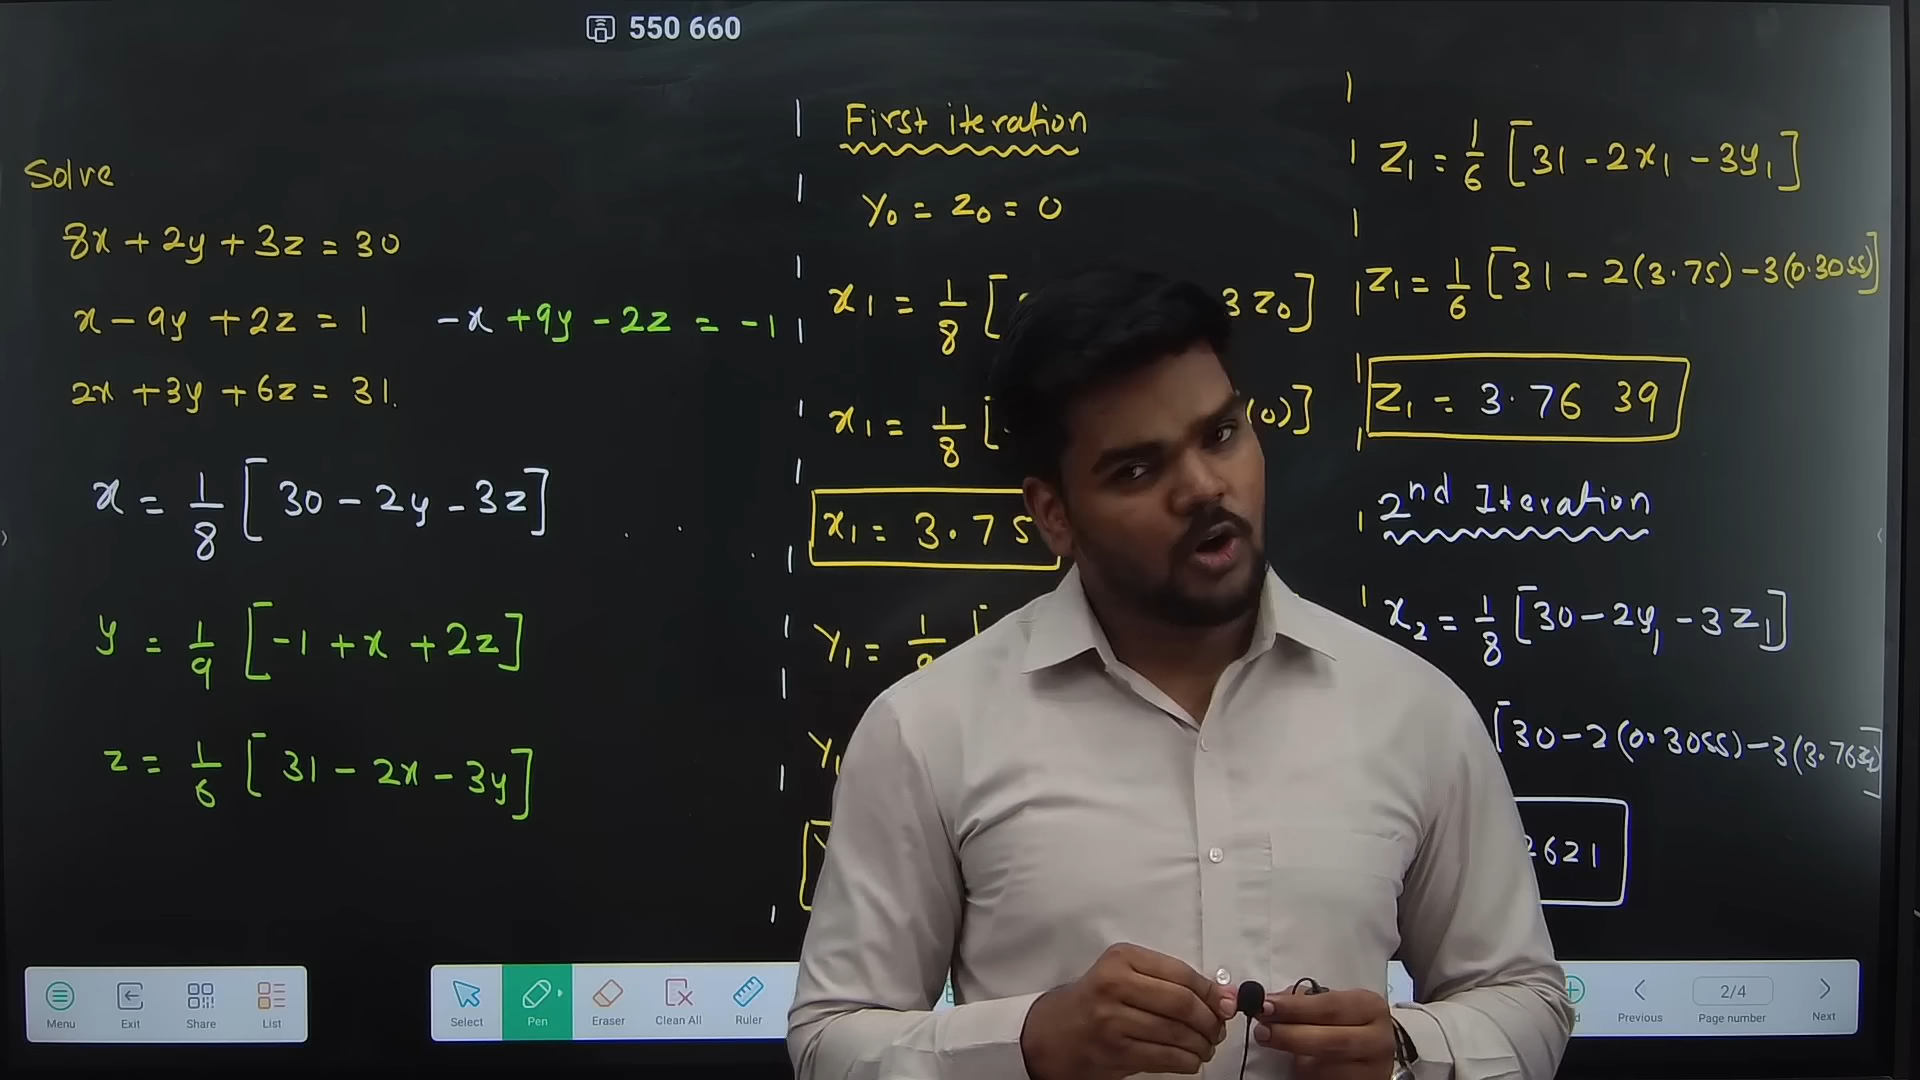 550 660
Solve
8x + 2y + 3z = 30
x - 9y + 2z = 1
-x + 9y - 2z = -1
2x + 3y + 6z = 31.
x = 1/8 [30 - 2y - 3z]
y = 1/9 [-1 + x + 2z]
z = 1/6 [31 - 2x - 3y]
First iteration
y₀ = z₀ = 0
x₁ = 1/8 [ 3z₀]
x₁ = 1/8 [ (0)]
x₁ = 3.75
y₁ = 1/9 [
y₁
z₁ = 1/6 [31 - 2x₁ - 3y₁]
z₁ = 1/6 [31 - 2(3.75) - 3(0.3055)]
z₁ = 3.7639
2nd Iteration
x₂ = 1/8 [30 - 2y₁ - 3z₁]
[30 - 2(0.3055) - 3(3.763
2621
Menu
Exit
Share
List
Select
Pen
Eraser
Clean All
Ruler
Previous
2/4
Page number
Next